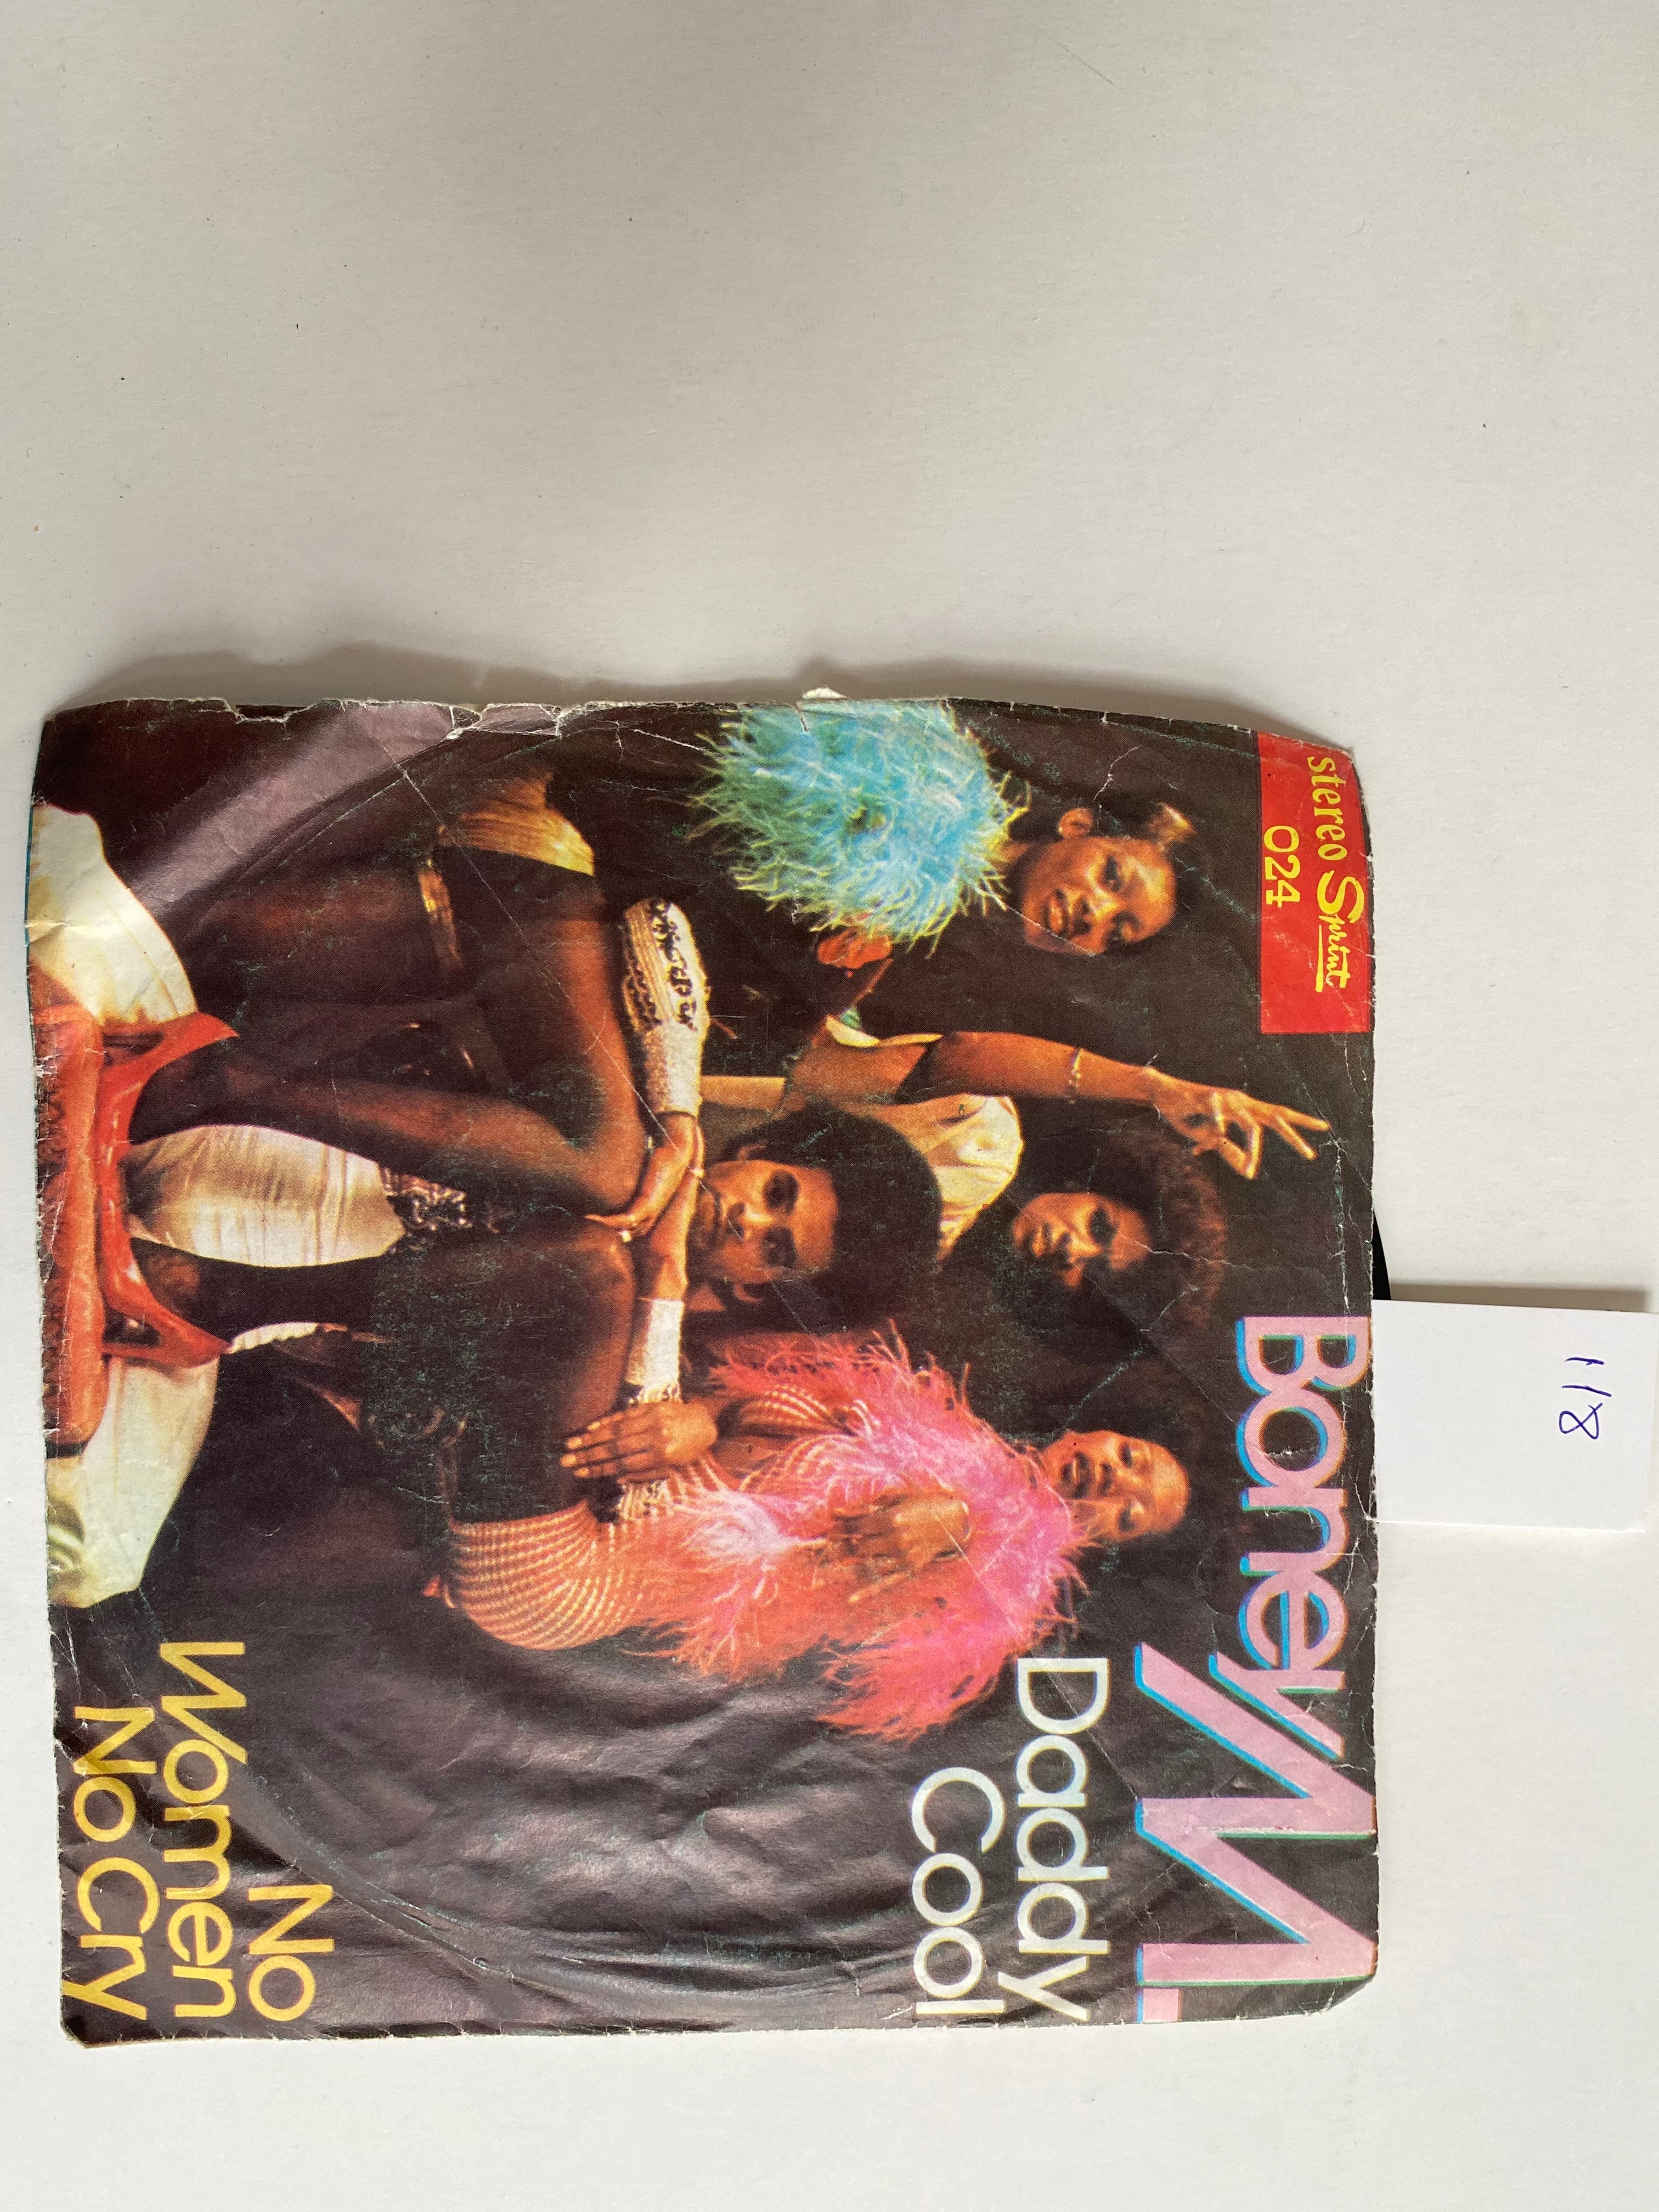 stereo Sprint
024
Boney M.
Daddy
Cool
No
Women
No Cry
118